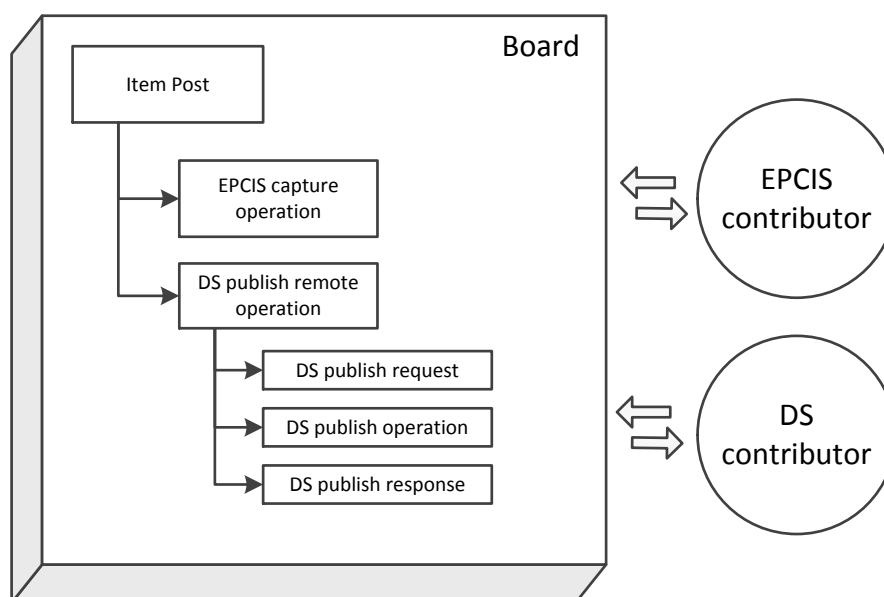 Board
Item Post
EPCIS capture
operation
DS publish remote
operation
DS publish request
DS publish operation
DS publish response
EPCIS
contributor
DS
contributor